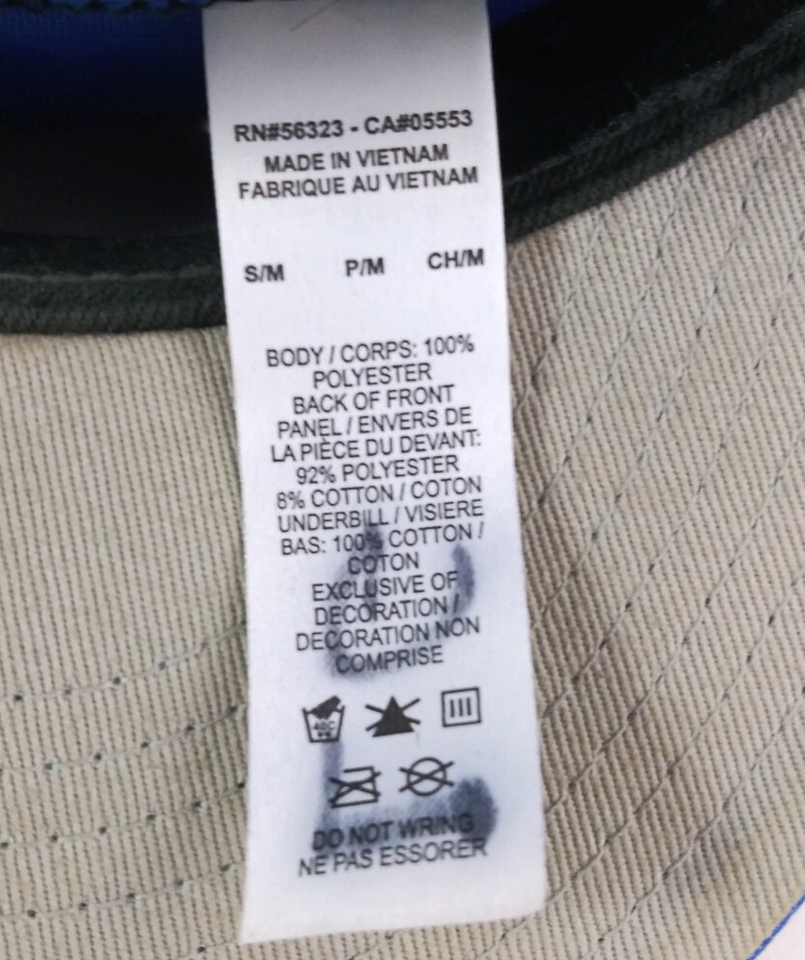 RN#56323 - CA#05553
MADE IN VIETNAM
FABRIQUE AU VIETNAM
S/M P/M CH/M
BODY / CORPS: 100%
POLYESTER
BACK OF FRONT
PANEL / ENVERS DE
LA PIÈCE DU DEVANT:
92% POLYESTER
8% COTTON / COTON
UNDERBILL / VISIERE
BAS: 100% COTTON /
COTON
EXCLUSIVE OF
DECORATION /
DECORATION NON
COMPRISE
40C
DO NOT WRING
NE PAS ESSORER